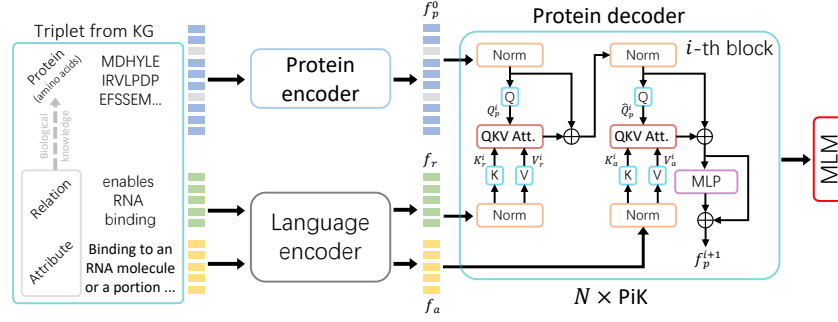 Triplet from KG
Protein
(amino acids)
MDHYLE
IRVLPDP
EFSSEM...
Biological
knowledge
Relation
enables
RNA
binding
Attribute
Binding to an
RNA molecule
or a portion ...
Protein
encoder
Language
encoder
f_p^0
f_r
f_a
Protein decoder
i-th block
Norm
Q
Q_p^i
QKV Att.
K_r^i
V_r^i
K
V
Norm
Norm
Q
Q̂_p^i
QKV Att.
K_a^i
V_a^i
K
V
Norm
MLP
f_p^{i+1}
N × PiK
MLM